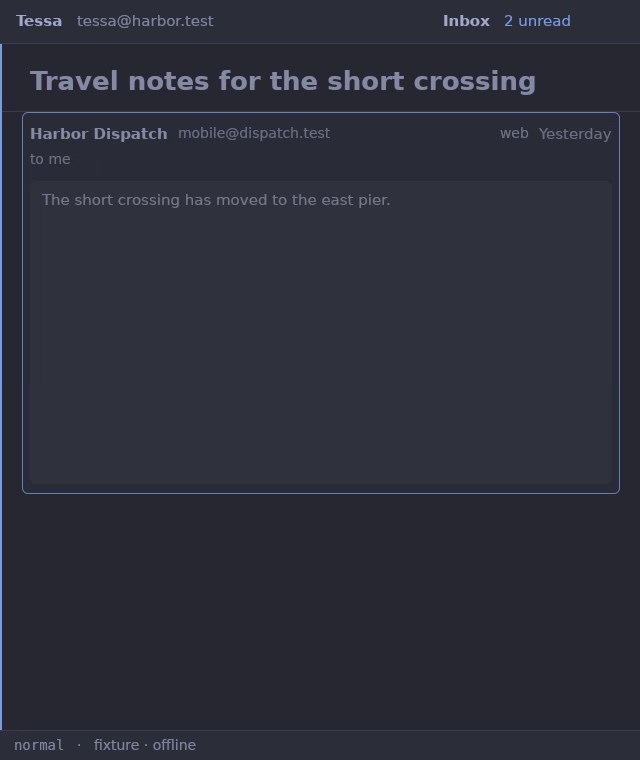 Tessa tessa@harbor.test Inbox 2 unread
Travel notes for the short crossing
Harbor Dispatch mobile@dispatch.test web Yesterday
to me
The short crossing has moved to the east pier.
normal · fixture · offline